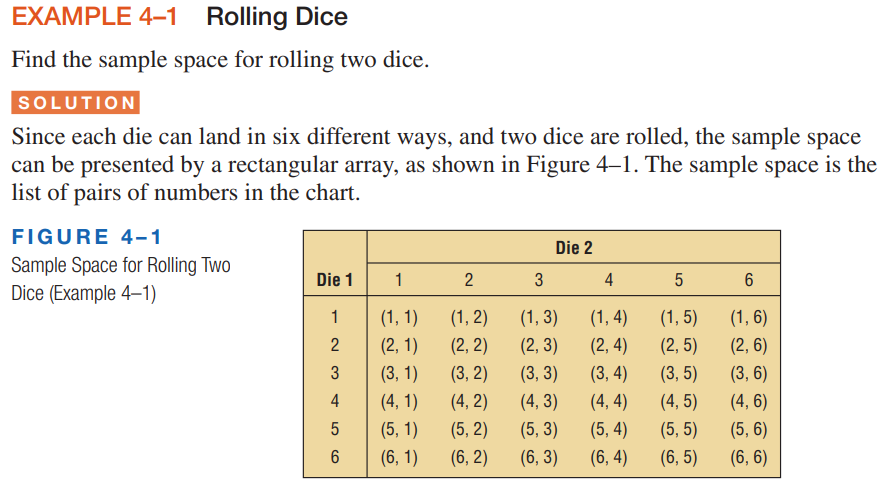 EXAMPLE 4–1 Rolling Dice
Find the sample space for rolling two dice.
SOLUTION
Since each die can land in six different ways, and two dice are rolled, the sample space
can be presented by a rectangular array, as shown in Figure 4–1. The sample space is the
list of pairs of numbers in the chart.
FIGURE 4–1
Sample Space for Rolling Two
Dice (Example 4–1)
Die 2
Die 1 1 2 3 4 5 6
1 (1, 1) (1, 2) (1, 3) (1, 4) (1, 5) (1, 6)
2 (2, 1) (2, 2) (2, 3) (2, 4) (2, 5) (2, 6)
3 (3, 1) (3, 2) (3, 3) (3, 4) (3, 5) (3, 6)
4 (4, 1) (4, 2) (4, 3) (4, 4) (4, 5) (4, 6)
5 (5, 1) (5, 2) (5, 3) (5, 4) (5, 5) (5, 6)
6 (6, 1) (6, 2) (6, 3) (6, 4) (6, 5) (6, 6)